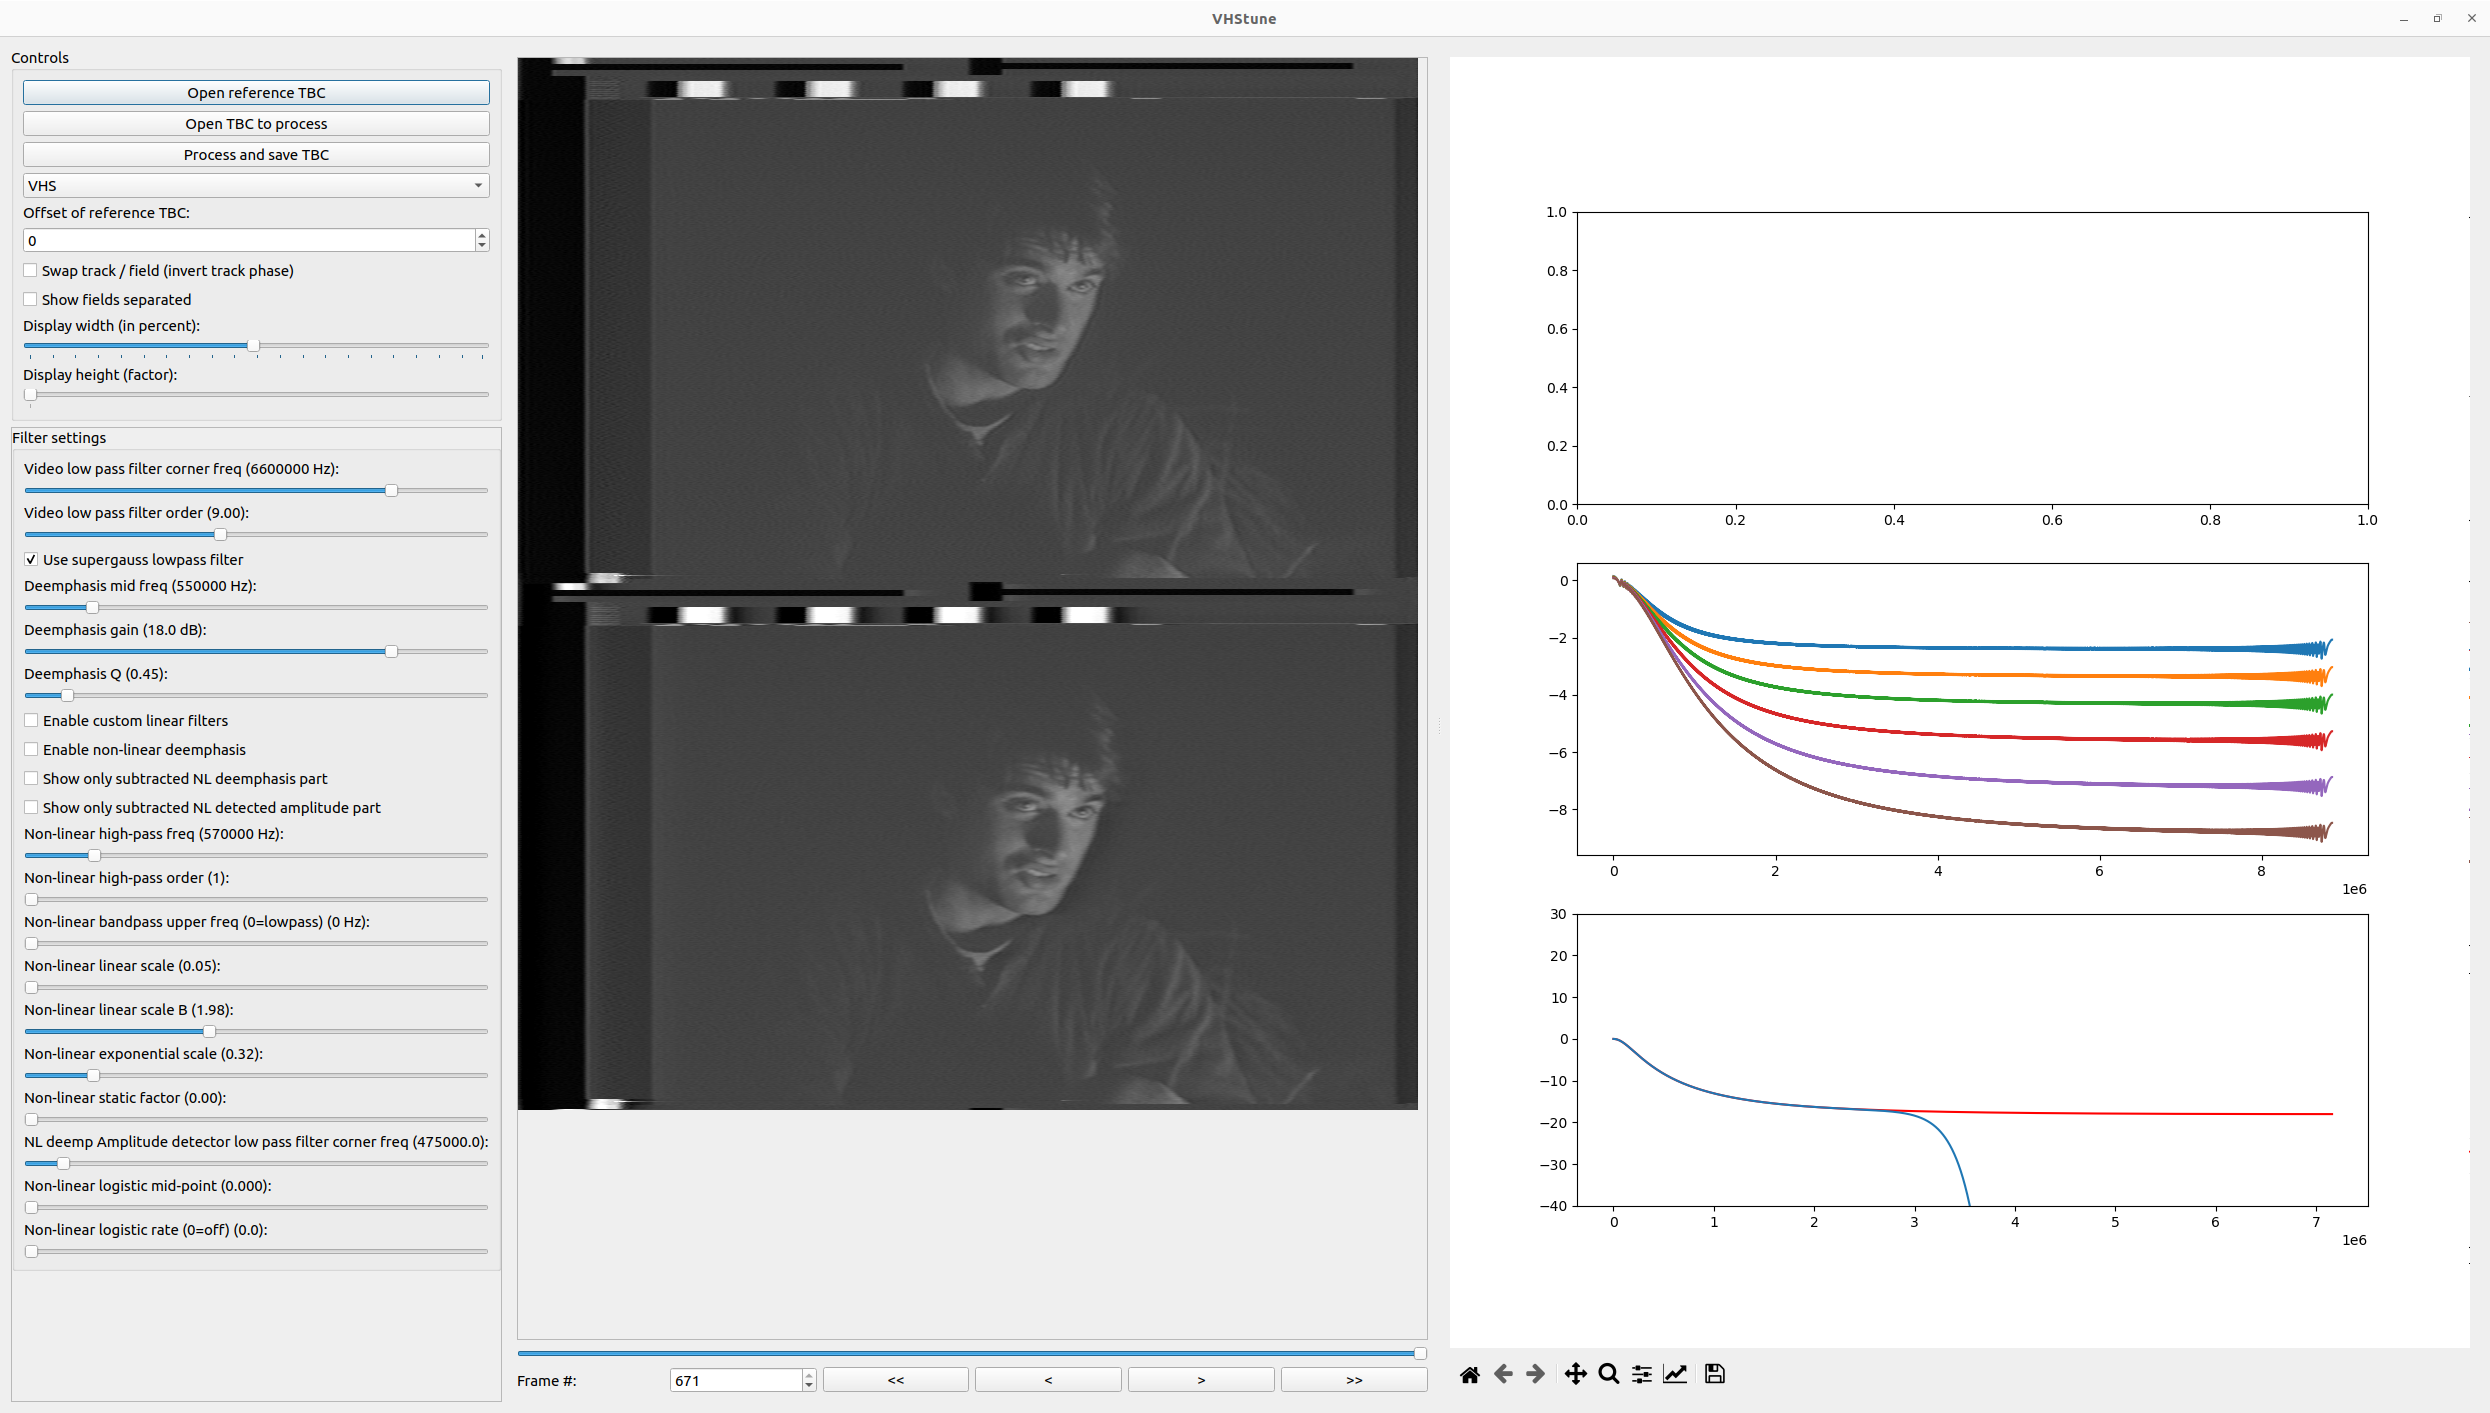 VHStune
Controls
Open reference TBC
Open TBC to process
Process and save TBC
VHS
Offset of reference TBC:
0
Swap track / field (invert track phase)
Show fields separated
Display width (in percent):
Display height (factor):
Filter settings
Video low pass filter corner freq (6600000 Hz):
Video low pass filter order (9.00):
Use supergauss lowpass filter
Deemphasis mid freq (550000 Hz):
Deemphasis gain (18.0 dB):
Deemphasis Q (0.45):
Enable custom linear filters
Enable non-linear deemphasis
Show only subtracted NL deemphasis part
Show only subtracted NL detected amplitude part
Non-linear high-pass freq (570000 Hz):
Non-linear high-pass order (1):
Non-linear bandpass upper freq (0=lowpass) (0 Hz):
Non-linear linear scale (0.05):
Non-linear linear scale B (1.98):
Non-linear exponential scale (0.32):
Non-linear static factor (0.00):
NL deemp Amplitude detector low pass filter corner freq (475000.0):
Non-linear logistic mid-point (0.000):
Non-linear logistic rate (0=off) (0.0):
Frame #:
671
<<
<
>
>>
1.0
0.8
0.6
0.4
0.2
0.0
0.0 0.2 0.4 0.6 0.8 1.0
0
−2
−4
−6
−8
0 2 4 6 8
1e6
30
20
10
0
−10
−20
−30
−40
0 1 2 3 4 5 6 7
1e6